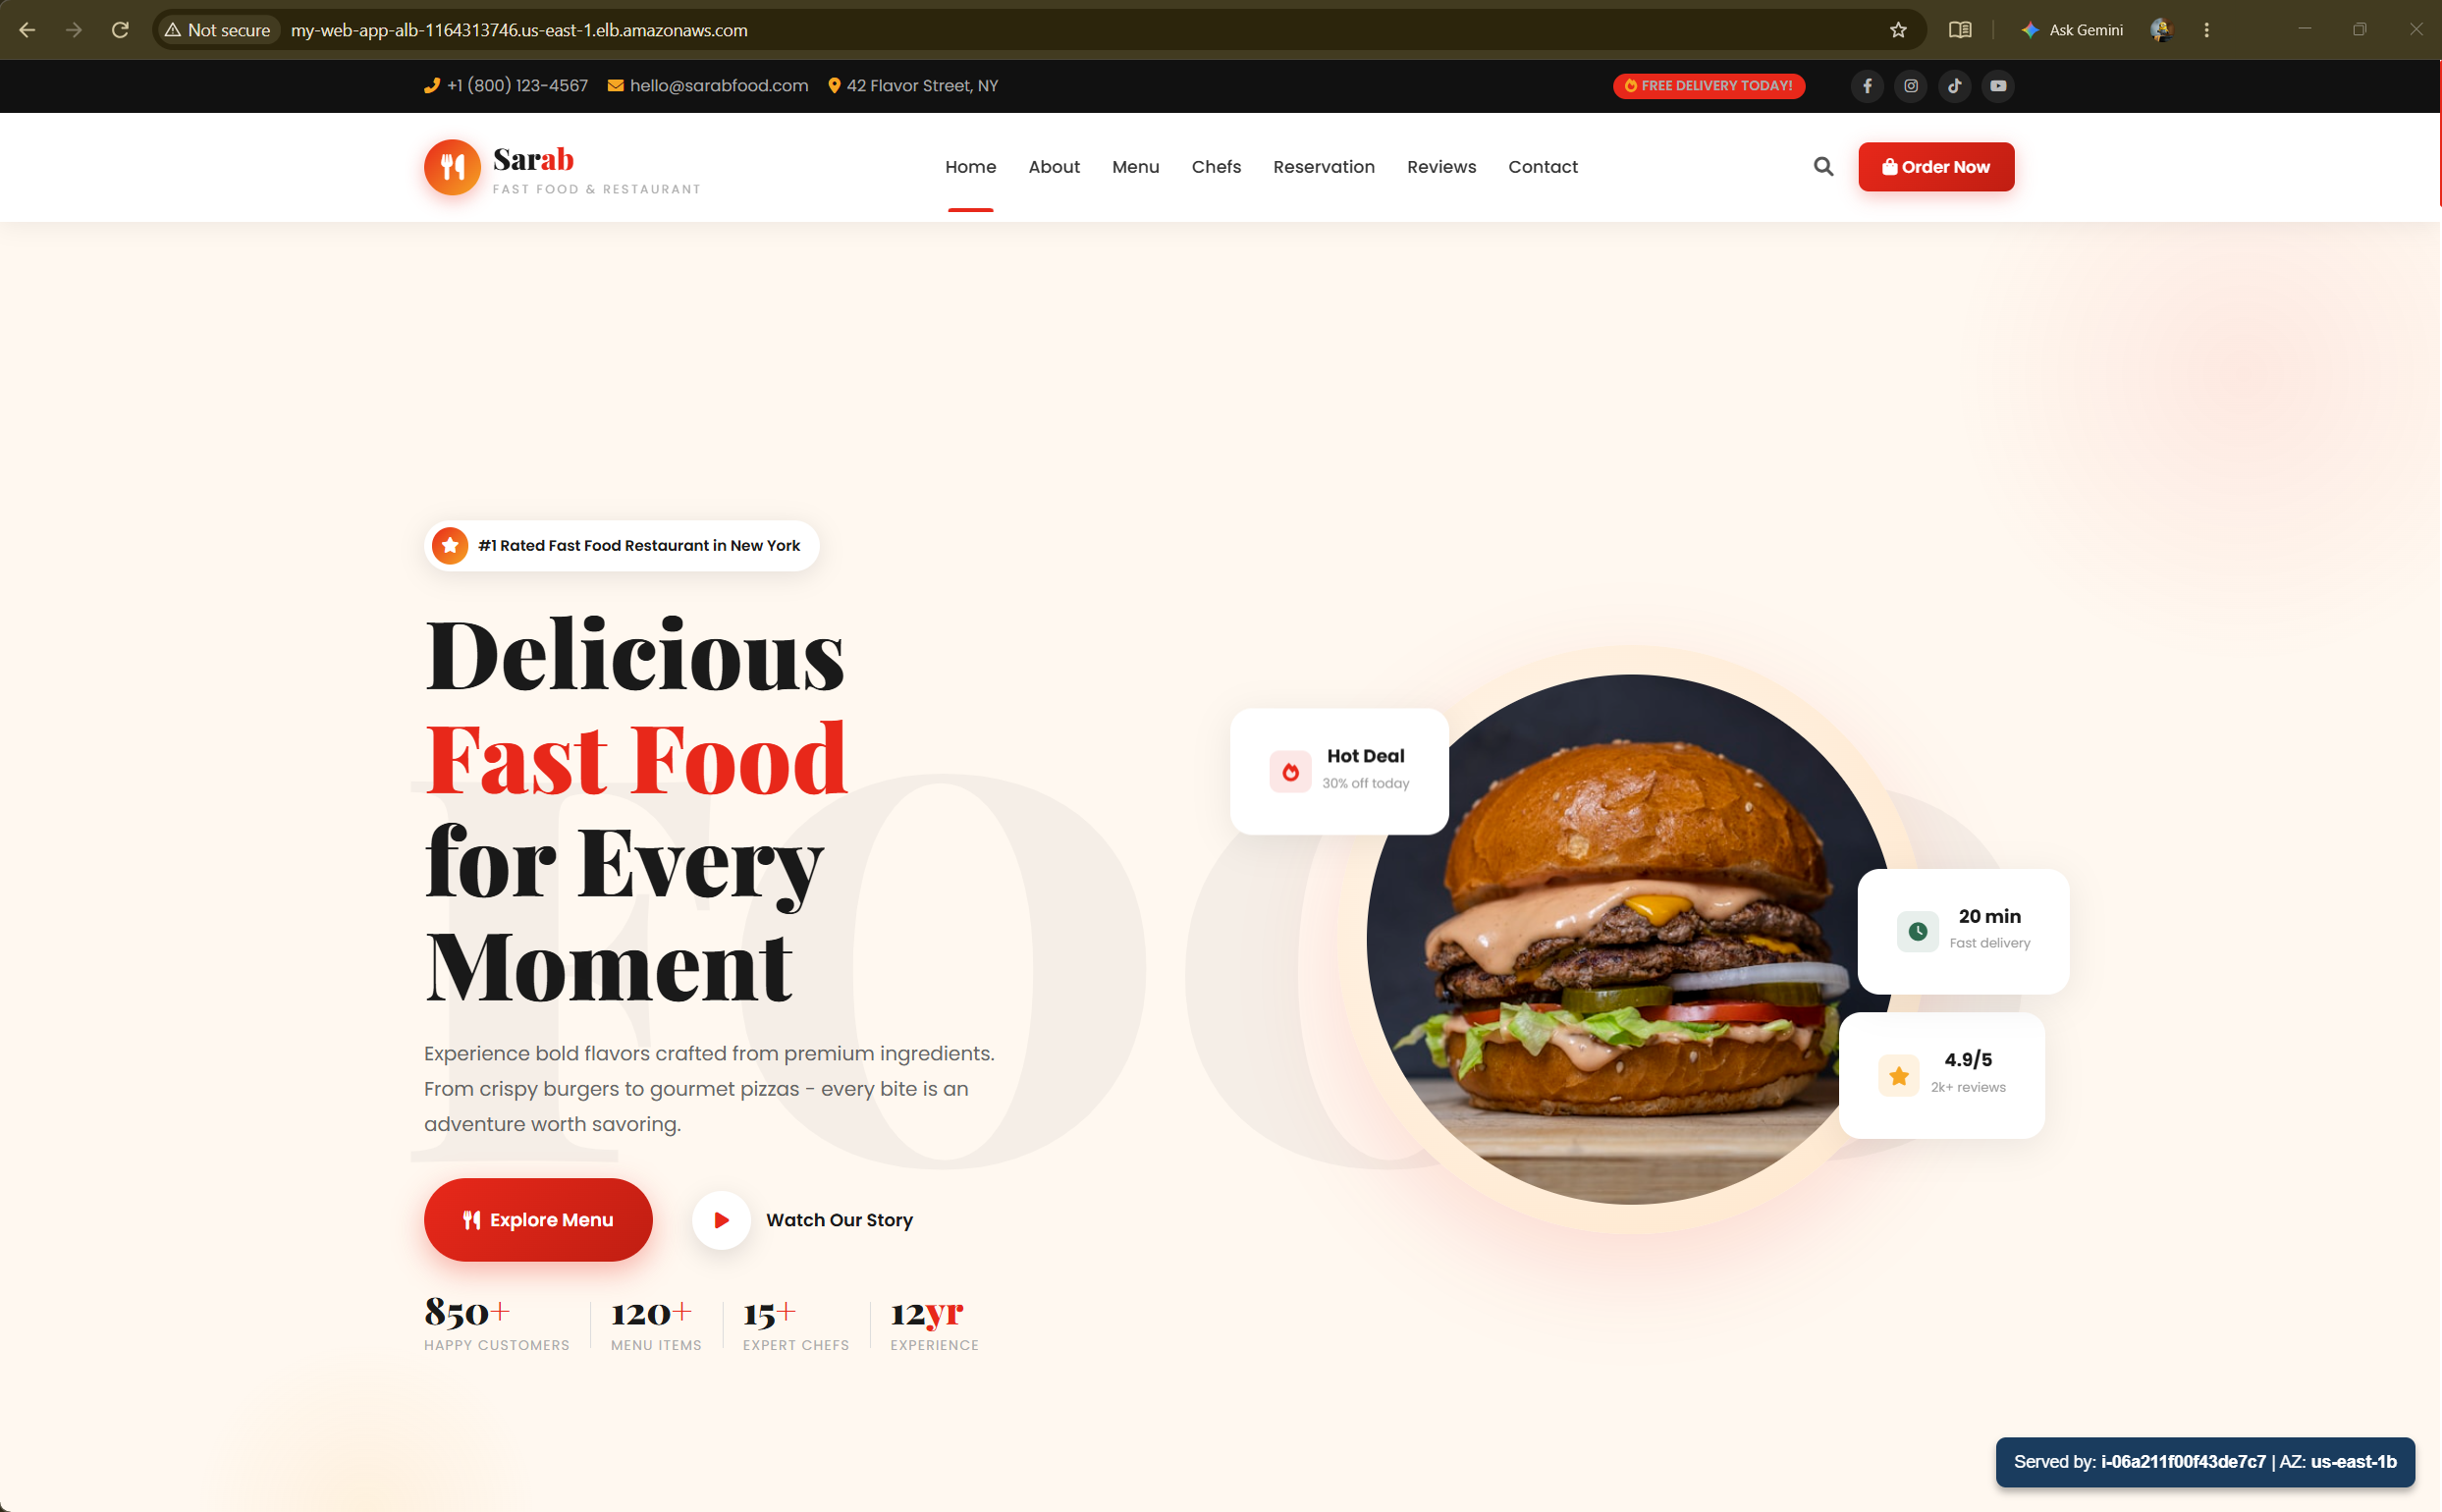 Not secure
my-web-app-alb-1164313746.us-east-1.elb.amazonaws.com
Ask Gemini
+1 (800) 123-4567
hello@sarabfood.com
42 Flavor Street, NY
FREE DELIVERY TODAY!
Sarab
FAST FOOD & RESTAURANT
Home
About
Menu
Chefs
Reservation
Reviews
Contact
Order Now
#1 Rated Fast Food Restaurant in New York
Delicious
Fast Food
for Every
Moment
FOOD
Experience bold flavors crafted from premium ingredients.
From crispy burgers to gourmet pizzas - every bite is an
adventure worth savoring.
Explore Menu
Watch Our Story
850+
HAPPY CUSTOMERS
120+
MENU ITEMS
15+
EXPERT CHEFS
12yr
EXPERIENCE
Hot Deal
30% off today
20 min
Fast delivery
4.9/5
2k+ reviews
Served by: i-06a211f00f43de7c7 | AZ: us-east-1b